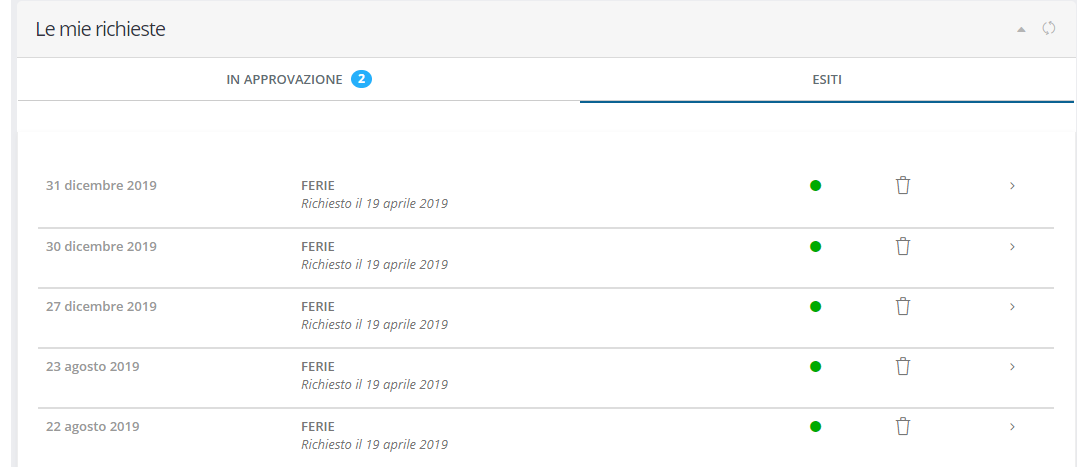 Le mie richieste
IN APPROVAZIONE 2
ESITI
31 dicembre 2019
FERIE
Richiesto il 19 aprile 2019
30 dicembre 2019
FERIE
Richiesto il 19 aprile 2019
27 dicembre 2019
FERIE
Richiesto il 19 aprile 2019
23 agosto 2019
FERIE
Richiesto il 19 aprile 2019
22 agosto 2019
FERIE
Richiesto il 19 aprile 2019